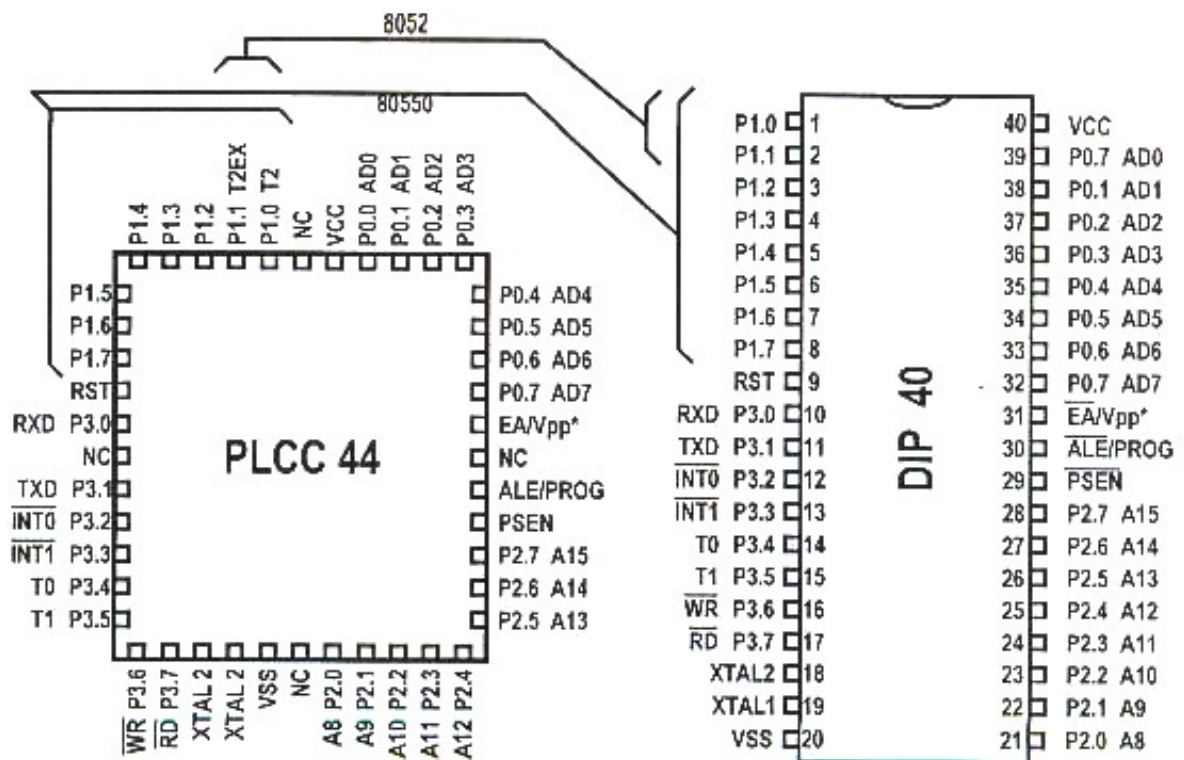 8052
80550
P1.4
P1.3
P1.2
P1.1 T2EX
P1.0 T2
NC
VCC
P0.0 AD0
P0.1 AD1
P0.2 AD2
P0.3 AD3
P1.5
P1.6
P1.7
RST
RXD P3.0
NC
TXD P3.1
INT0 P3.2
INT1 P3.3
T0 P3.4
T1 P3.5
PLCC 44
P0.4 AD4
P0.5 AD5
P0.6 AD6
P0.7 AD7
EA/Vpp*
NC
ALE/PROG
PSEN
P2.7 A15
P2.6 A14
P2.5 A13
WR P3.6
RD P3.7
XTAL 2
XTAL 2
VSS
NC
A8 P2.0
A9 P2.1
A10 P2.2
A11 P2.3
A12 P2.4
P1.0 1
P1.1 2
P1.2 3
P1.3 4
P1.4 5
P1.5 6
P1.6 7
P1.7 8
RST 9
RXD P3.0 10
TXD P3.1 11
INT0 P3.2 12
INT1 P3.3 13
T0 P3.4 14
T1 P3.5 15
WR P3.6 16
RD P3.7 17
XTAL2 18
XTAL1 19
VSS 20
DIP 40
40 VCC
39 P0.7 AD0
38 P0.1 AD1
37 P0.2 AD2
36 P0.3 AD3
35 P0.4 AD4
34 P0.5 AD5
33 P0.6 AD6
32 P0.7 AD7
31 EA/Vpp*
30 ALE/PROG
29 PSEN
28 P2.7 A15
27 P2.6 A14
26 P2.5 A13
25 P2.4 A12
24 P2.3 A11
23 P2.2 A10
22 P2.1 A9
21 P2.0 A8